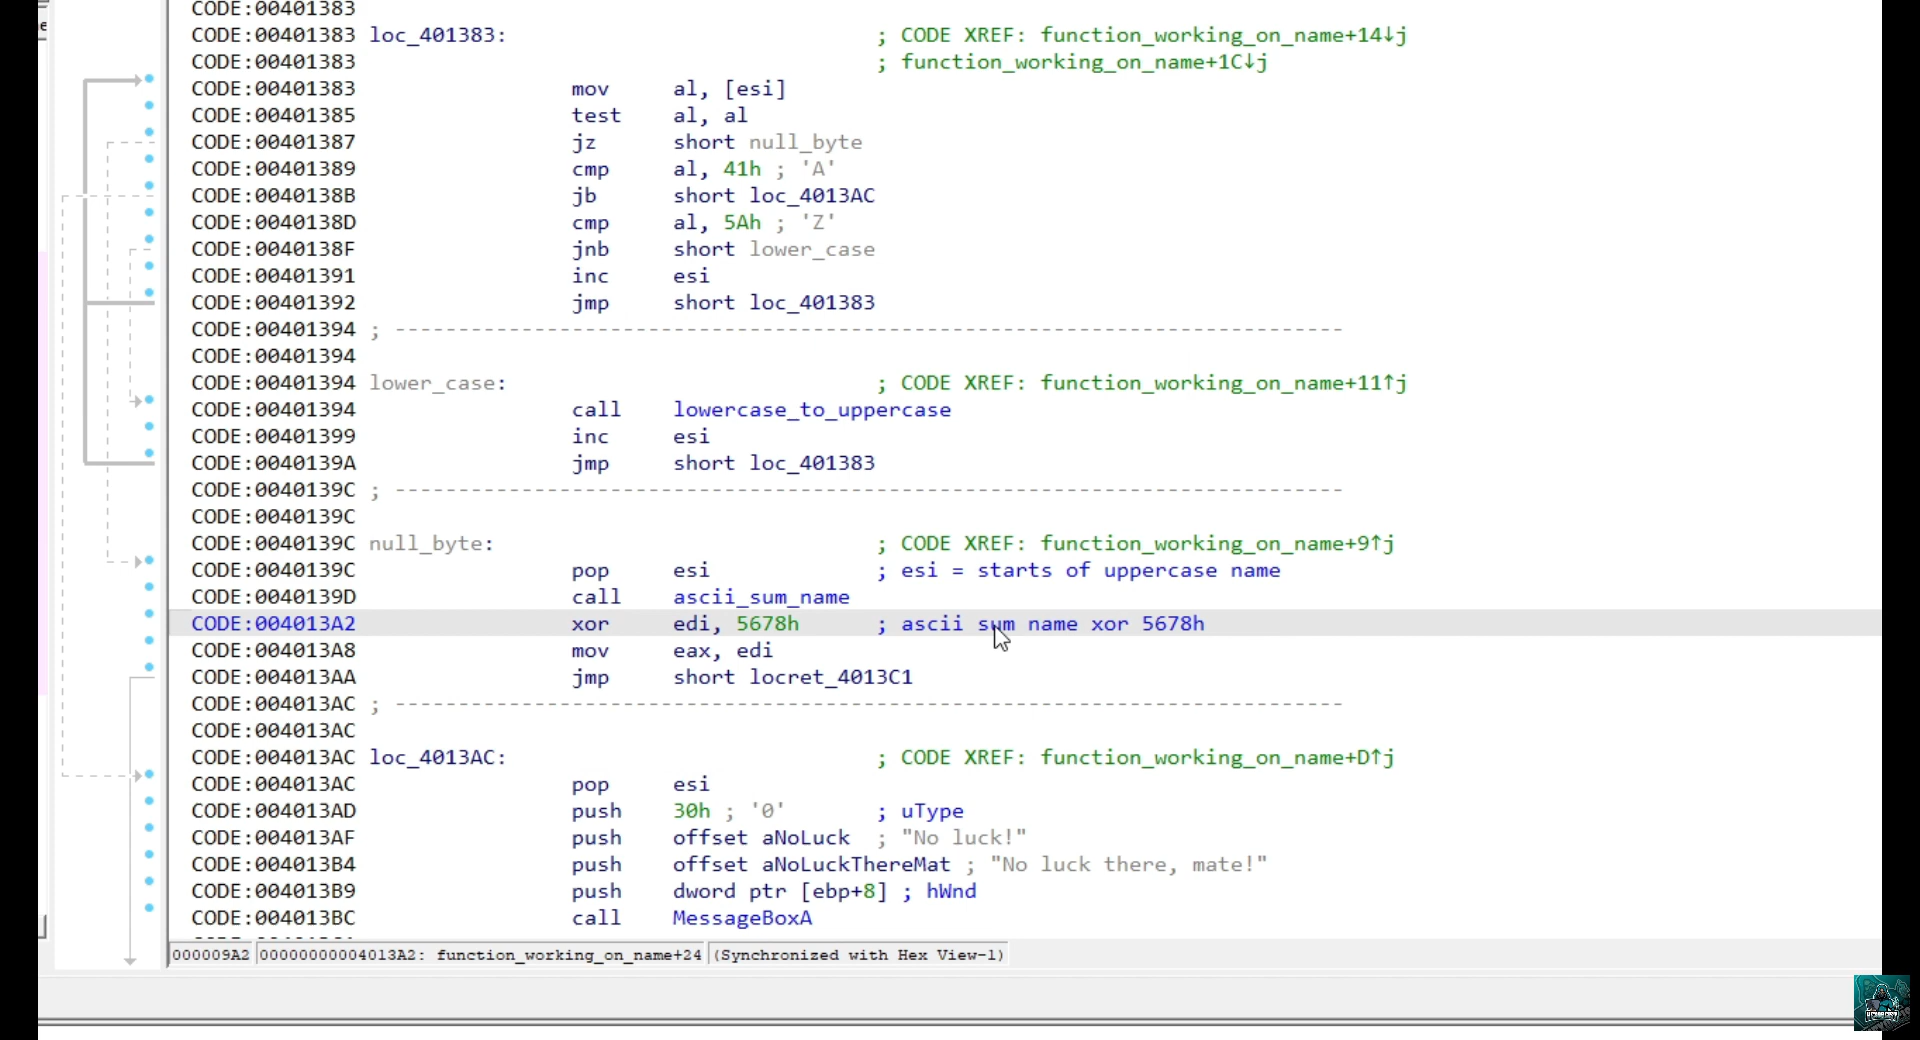 CODE:00401383
CODE:00401383 loc_401383: ; CODE XREF: function_working_on_name+14↓j
CODE:00401383 ; function_working_on_name+1C↓j
CODE:00401383 mov al, [esi]
CODE:00401385 test al, al
CODE:00401387 jz short null_byte
CODE:00401389 cmp al, 41h ; 'A'
CODE:0040138B jb short loc_4013AC
CODE:0040138D cmp al, 5Ah ; 'Z'
CODE:0040138F jnb short lower_case
CODE:00401391 inc esi
CODE:00401392 jmp short loc_401383
CODE:00401394 ; ---------------------------------------------------------------------------
CODE:00401394
CODE:00401394 lower_case: ; CODE XREF: function_working_on_name+11↑j
CODE:00401394 call lowercase_to_uppercase
CODE:00401399 inc esi
CODE:0040139A jmp short loc_401383
CODE:0040139C ; ---------------------------------------------------------------------------
CODE:0040139C
CODE:0040139C null_byte: ; CODE XREF: function_working_on_name+9↑j
CODE:0040139C pop esi ; esi = starts of uppercase name
CODE:0040139D call ascii_sum_name
CODE:004013A2 xor edi, 5678h ; ascii sum name xor 5678h
CODE:004013A8 mov eax, edi
CODE:004013AA jmp short locret_4013C1
CODE:004013AC ; ---------------------------------------------------------------------------
CODE:004013AC
CODE:004013AC loc_4013AC: ; CODE XREF: function_working_on_name+D↑j
CODE:004013AC pop esi
CODE:004013AD push 30h ; '0' ; uType
CODE:004013AF push offset aNoLuck ; "No luck!"
CODE:004013B4 push offset aNoLuckThereMat ; "No luck there, mate!"
CODE:004013B9 push dword ptr [ebp+8] ; hWnd
CODE:004013BC call MessageBoxA
000009A2 00000000004013A2: function_working_on_name+24 (Synchronized with Hex View-1)